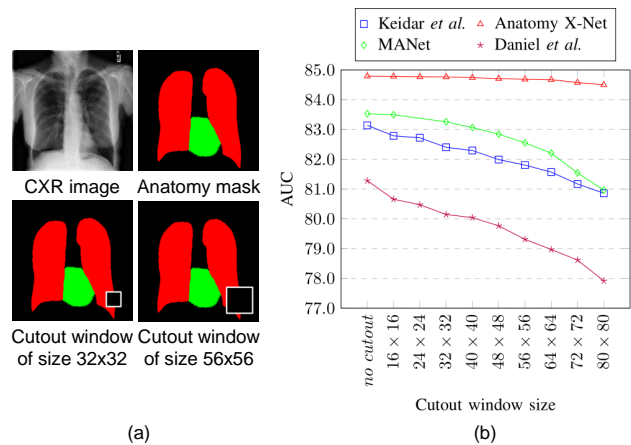 CXR image
Anatomy mask
Cutout window
of size 32x32
Cutout window
of size 56x56
(a)
Keidar et al.
Anatomy X-Net
MANet
Daniel et al.
85.0
84.0
83.0
82.0
81.0
80.0
79.0
78.0
77.0
AUC
no cutout
16 × 16
24 × 24
32 × 32
40 × 40
48 × 48
56 × 56
64 × 64
72 × 72
80 × 80
Cutout window size
(b)